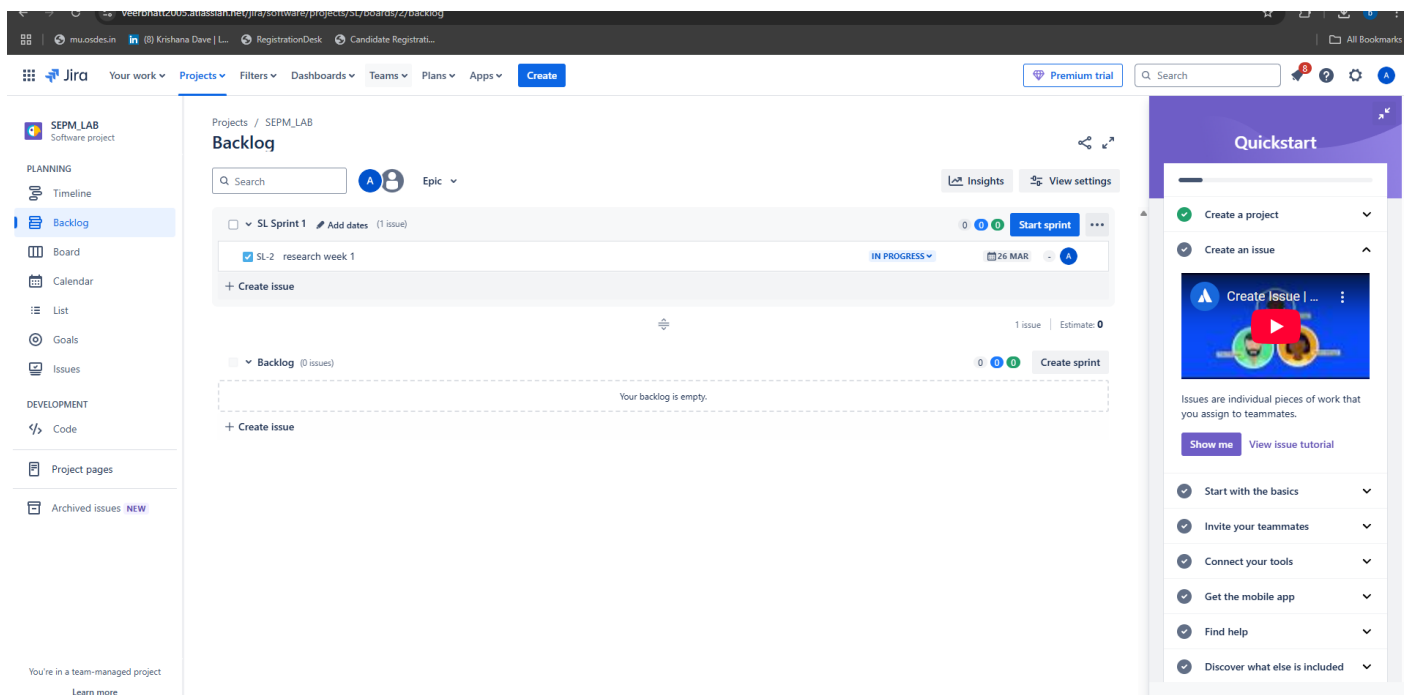 veerbhatt2005.atlassian.net/jira/software/projects/SL/boards/2/backlog
mu.osdes.in
(8) Krishana Dave | L...
RegistrationDesk
Candidate Registrati...
All Bookmarks
Jira
Your work
Projects
Filters
Dashboards
Teams
Plans
Apps
Create
Premium trial
Search
8
A
SEPM_LAB
Software project
PLANNING
Timeline
Backlog
Board
Calendar
List
Goals
Issues
DEVELOPMENT
Code
Project pages
Archived issues NEW
You're in a team-managed project
Learn more
Projects / SEPM_LAB
Backlog
Search
A
Epic
Insights
View settings
SL Sprint 1 Add dates (1 issue)
0 0 0 Start sprint
SL-2 research week 1 IN PROGRESS 26 MAR - A
+ Create issue
1 issue | Estimate: 0
Backlog (0 issues) 0 0 0 Create sprint
Your backlog is empty.
+ Create issue
Quickstart
Create a project
Create an issue
Create Issue | ...
Issues are individual pieces of work that
you assign to teammates.
Show me View issue tutorial
Start with the basics
Invite your teammates
Connect your tools
Get the mobile app
Find help
Discover what else is included